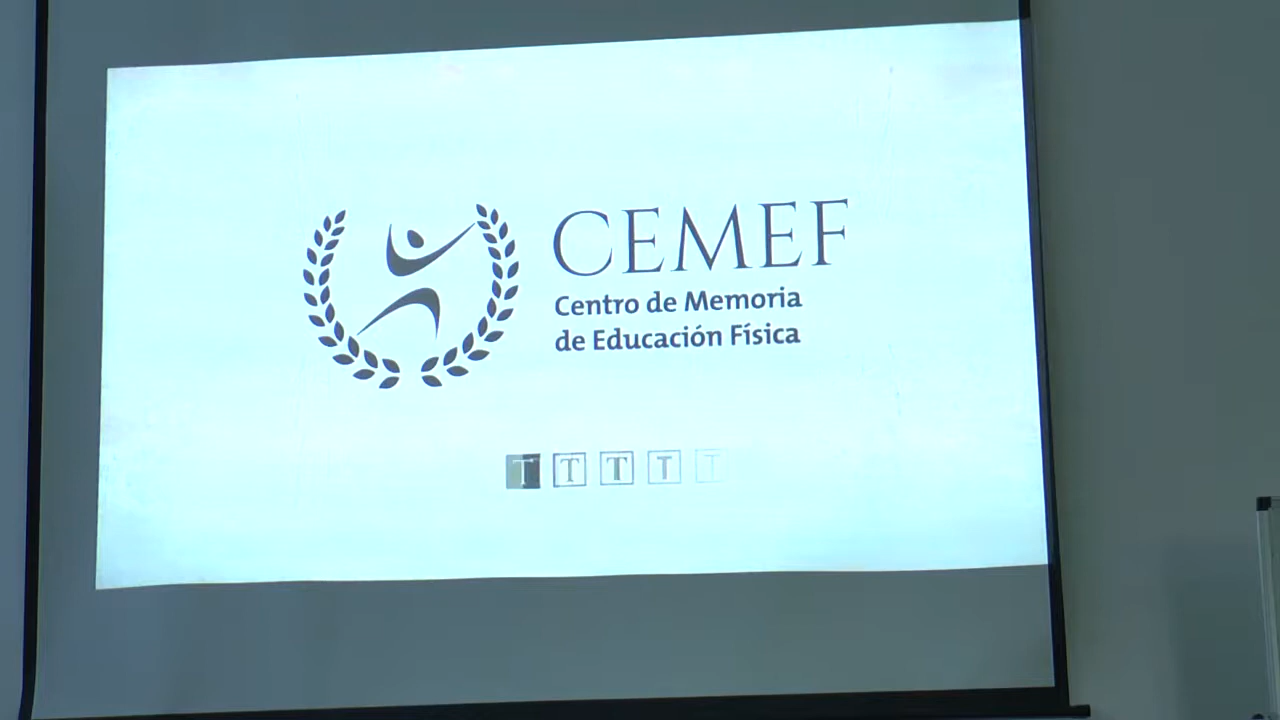 CEMEF
Centro de Memoria
de Educación Física
T T T T T